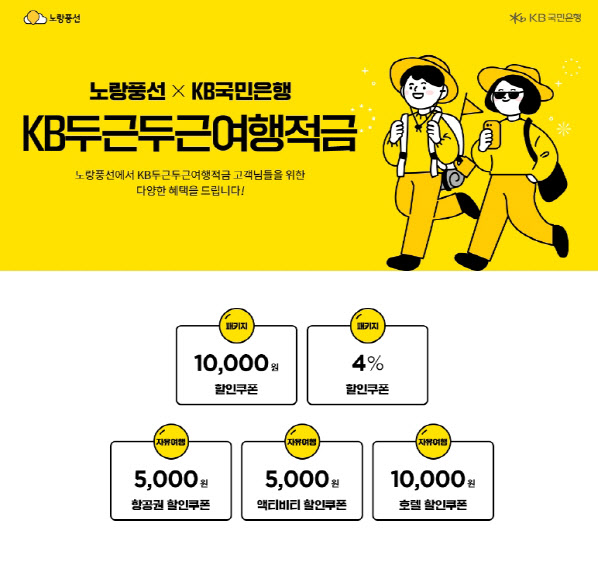 노랑풍선
KB국민은행
노랑풍선 × KB국민은행
KB두근두근여행적금
노랑풍선에서 KB두근두근여행적금 고객님들을 위한
다양한 혜택을 드립니다!
패키지
10,000원
할인쿠폰
패키지
4%
할인쿠폰
자유여행
5,000원
항공권 할인쿠폰
자유여행
5,000원
액티비티 할인쿠폰
자유여행
10,000원
호텔 할인쿠폰